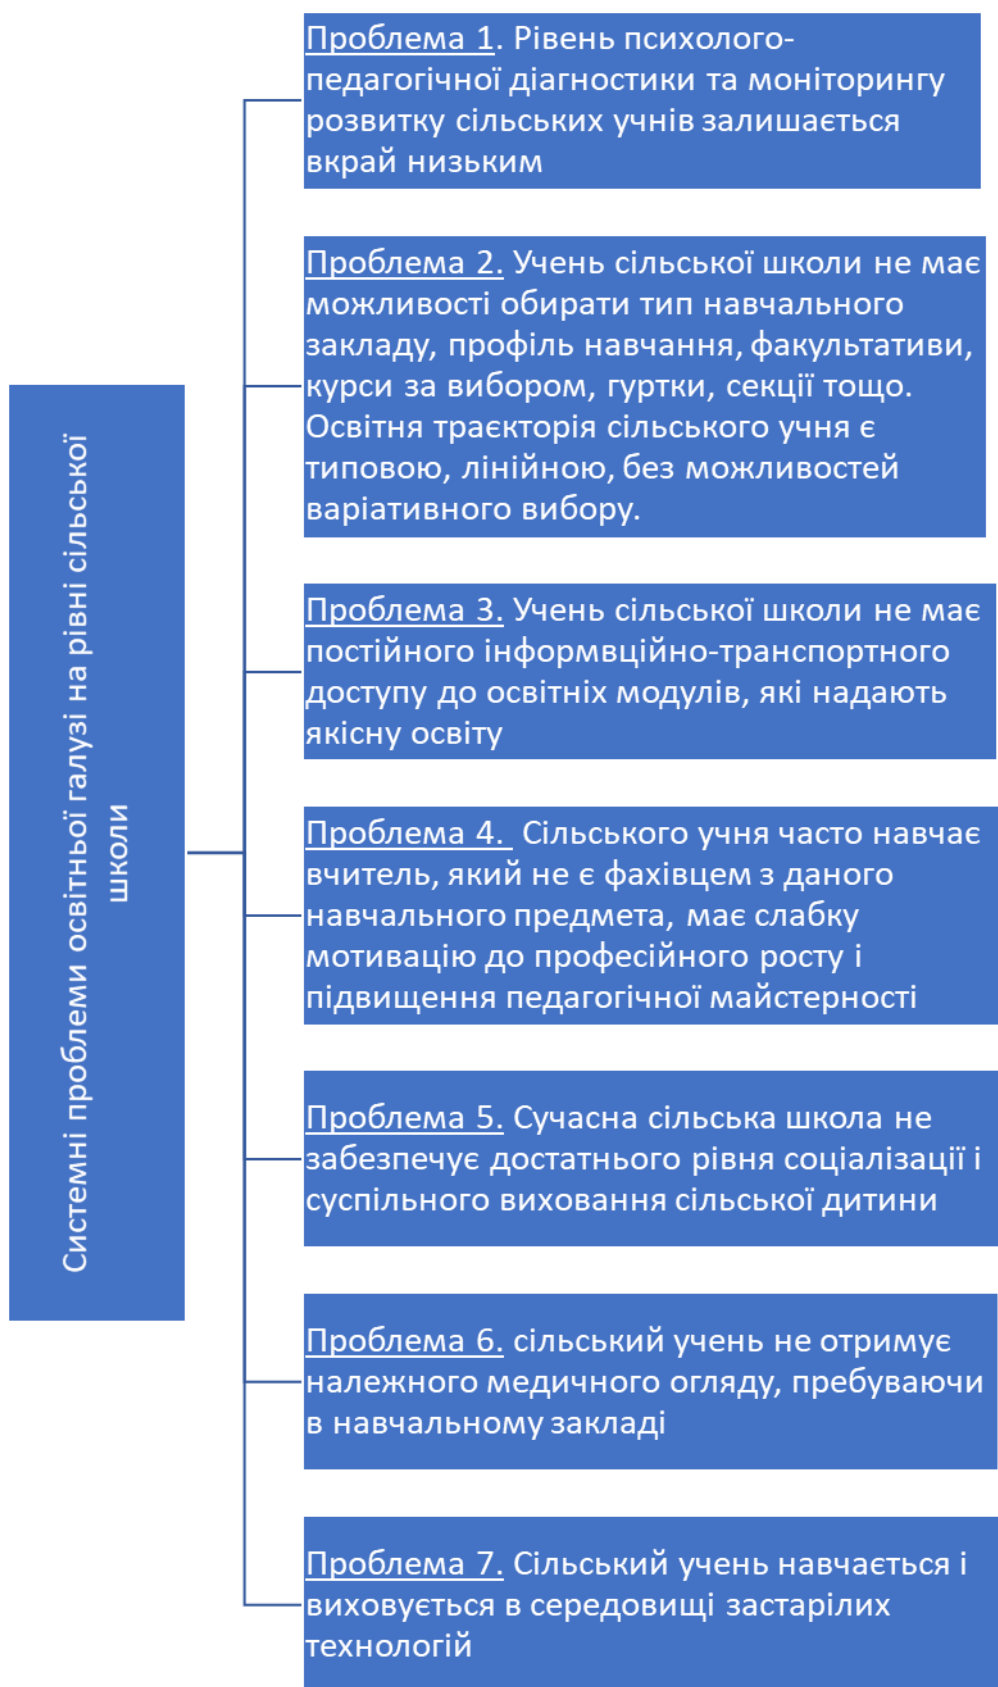 Системні проблеми освітньої галузі на рівні сільської
школи
Проблема 1. Рівень психолого-
педагогічної діагностики та моніторингу
розвитку сільських учнів залишається
вкрай низьким
Проблема 2. Учень сільської школи не має
можливості обирати тип навчального
закладу, профіль навчання, факультативи,
курси за вибором, гуртки, секції тощо.
Освітня траєкторія сільського учня є
типовою, лінійною, без можливостей
варіативного вибору.
Проблема 3. Учень сільської школи не має
постійного інформвційно-транспортного
доступу до освітніх модулів, які надають
якісну освіту
Проблема 4. Сільського учня часто навчає
вчитель, який не є фахівцем з даного
навчального предмета, має слабку
мотивацію до професійного росту і
підвищення педагогічної майстерності
Проблема 5. Сучасна сільська школа не
забезпечує достатнього рівня соціалізації і
суспільного виховання сільської дитини
Проблема 6. сільський учень не отримує
належного медичного огляду, пребуваючи
в навчальному закладі
Проблема 7. Сільський учень навчається і
виховується в середовищі застарілих
технологій